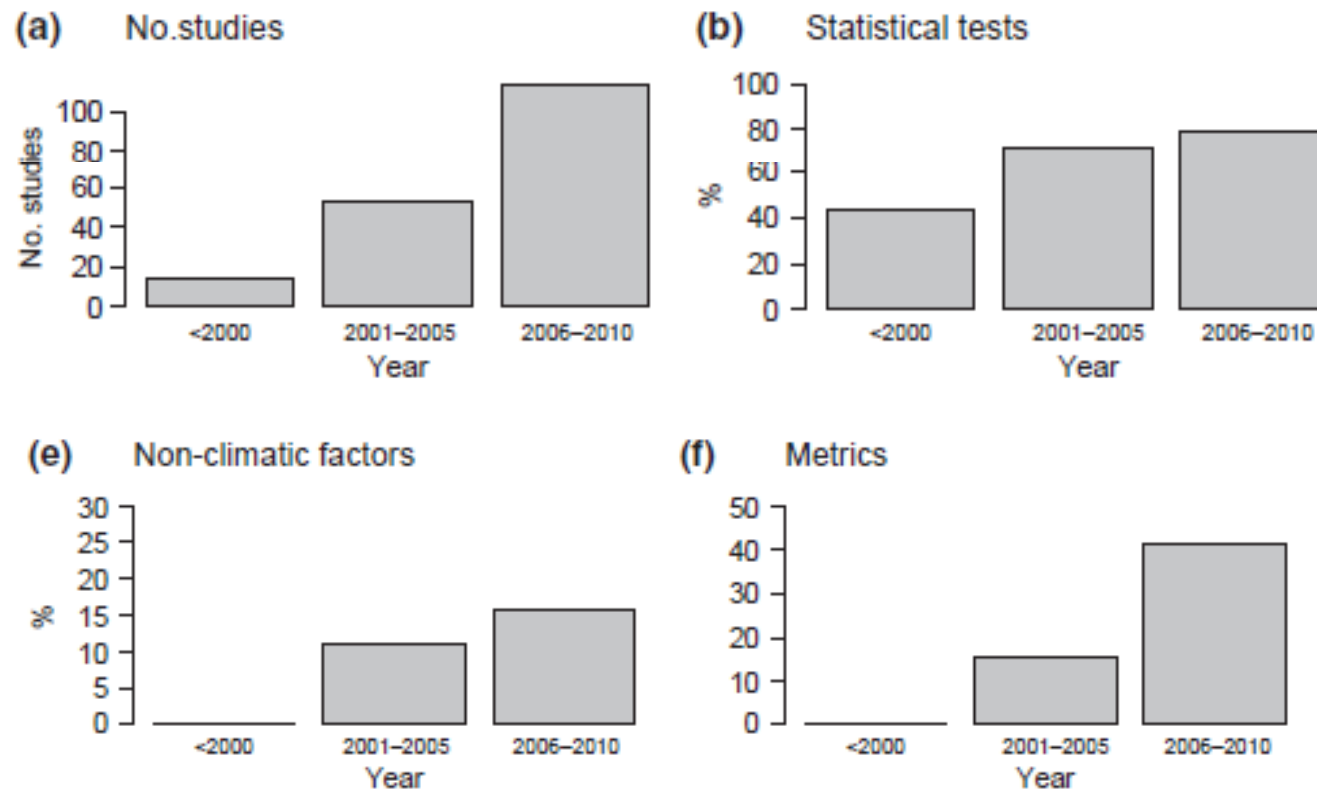 (a) No.studies
No. studies
100
80
60
40
20
0
<2000 2001–2005 2006–2010
Year
(b) Statistical tests
%
100
80
60
40
20
0
<2000 2001–2005 2006–2010
Year
(e) Non-climatic factors
%
30
25
20
15
10
5
0
<2000 2001–2005 2006–2010
Year
(f) Metrics
50
40
30
20
10
0
<2000 2001–2005 2006–2010
Year